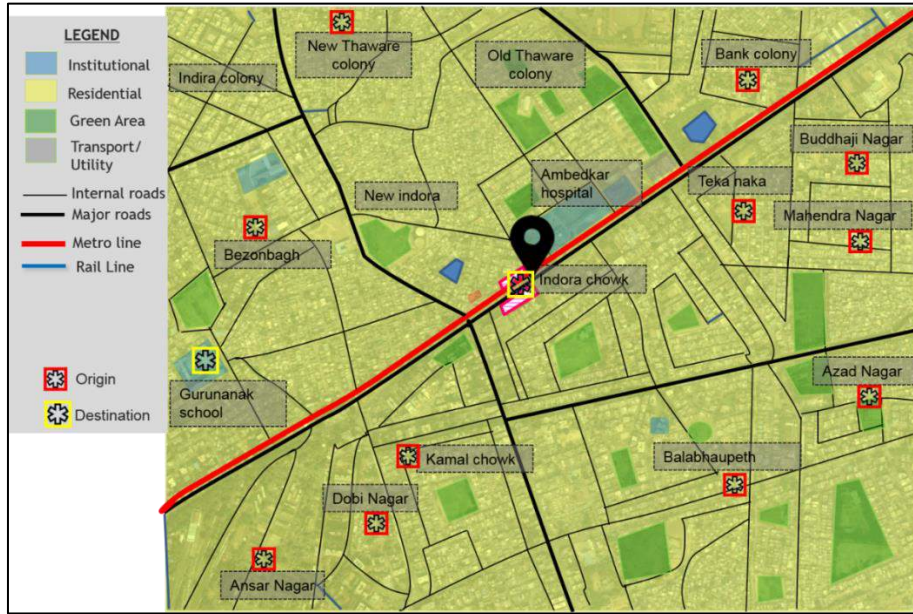 LEGEND
Institutional
Residential
Green Area
Transport/
Utility
Internal roads
Major roads
Metro line
Rail Line
Origin
Destination
New Thaware
colony
Indira colony
Old Thaware
colony
Bank colony
Buddhaji Nagar
Ambedkar
hospital
Teka naka
New indora
Mahendra Nagar
Bezonbagh
Indora chowk
Gurunanak
school
Azad Nagar
Kamal chowk
Balabhaupeth
Dobi Nagar
Ansar Nagar